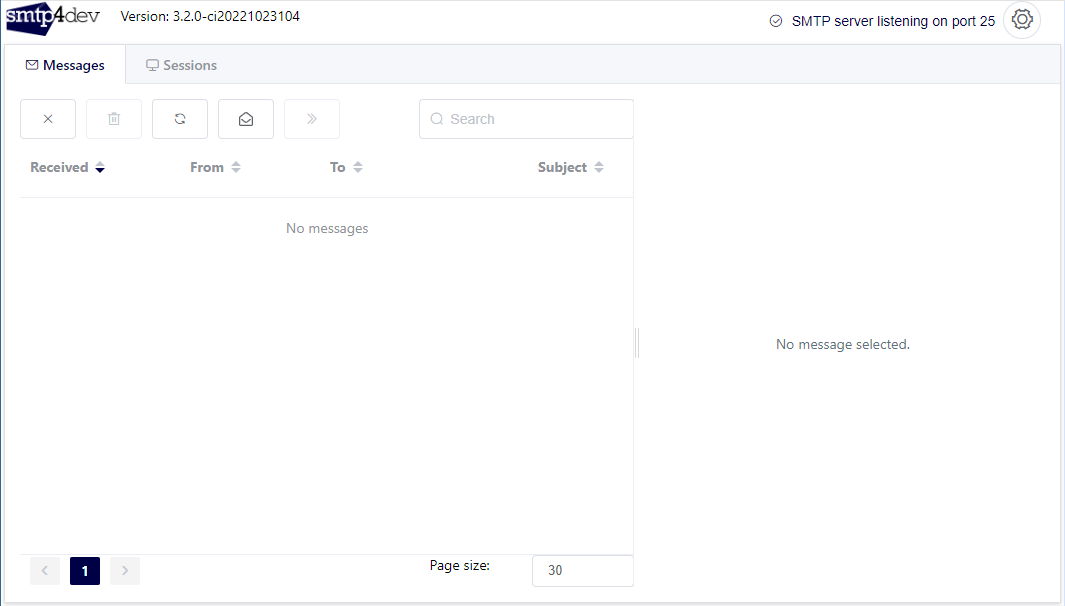 smtp4dev
Version: 3.2.0-ci20221023104
SMTP server listening on port 25
Messages
Sessions
Search
Received
From
To
Subject
No messages
No message selected.
1
Page size:
30